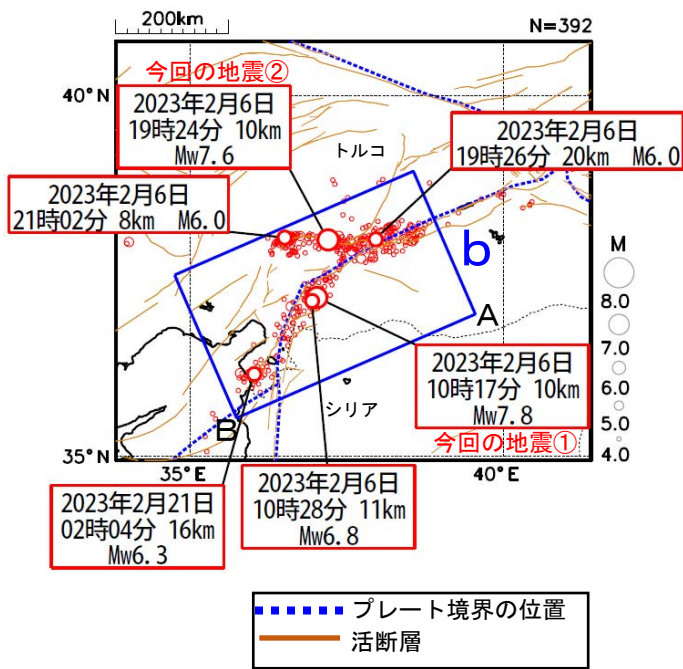 200km
N=392
今回の地震②
40°N
2023年2月6日
19時24分 10km
Mw7.6
トルコ
2023年2月6日
19時26分 20km M6.0
2023年2月6日
21時02分 8km M6.0
b
M
8.0
7.0
6.0
5.0
4.0
A
2023年2月6日
10時17分 10km
Mw7.8
今回の地震①
シリア
B
35°N
35°E
40°E
2023年2月21日
02時04分 16km
Mw6.3
2023年2月6日
10時28分 11km
Mw6.8
プレート境界の位置
活断層